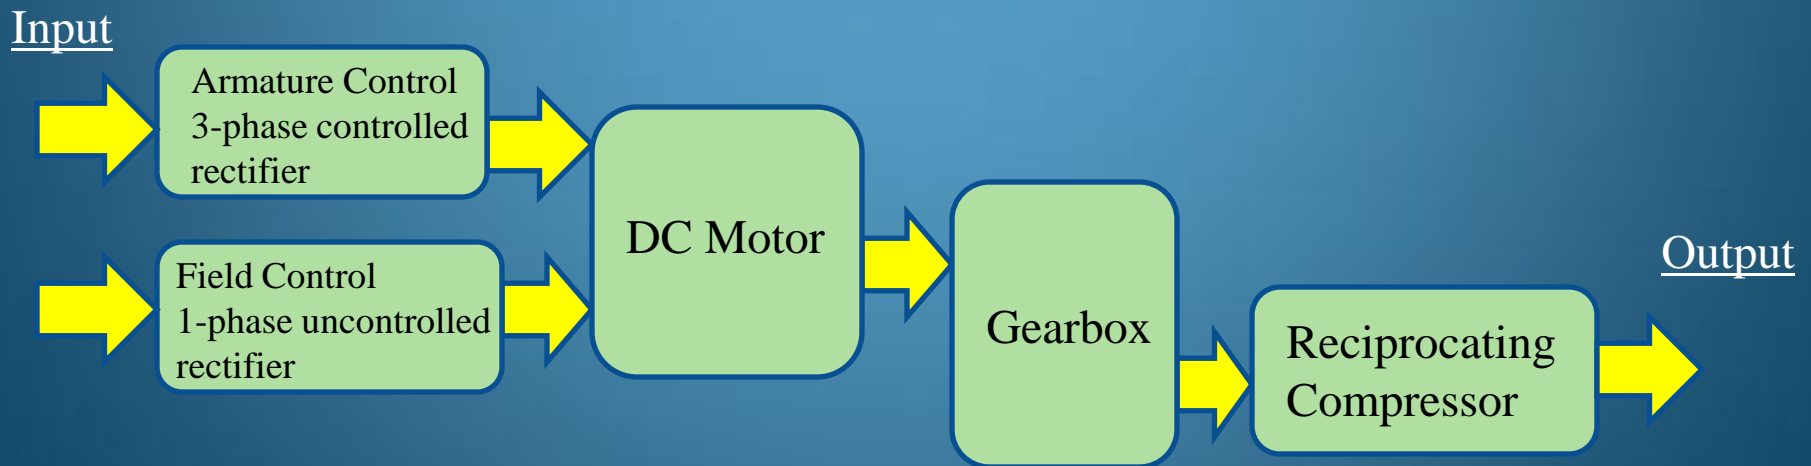 Input
Armature Control
3-phase controlled
rectifier
Field Control
1-phase uncontrolled
rectifier
DC Motor
Gearbox
Reciprocating
Compressor
Output